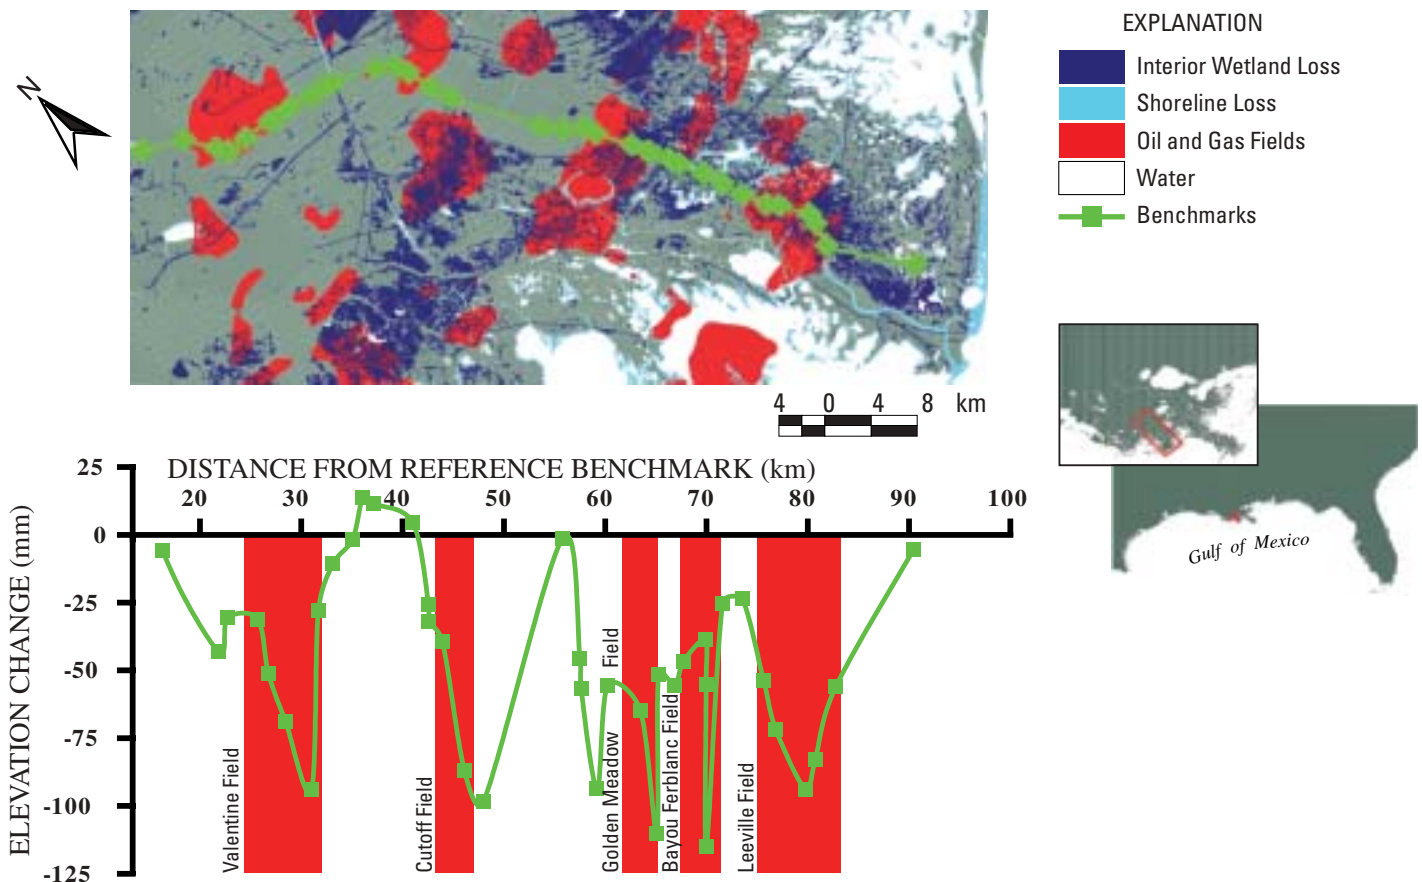 N
EXPLANATION
Interior Wetland Loss
Shoreline Loss
Oil and Gas Fields
Water
Benchmarks
4 0 4 8 km
Gulf of Mexico
DISTANCE FROM REFERENCE BENCHMARK (km)
20 30 40 50 60 70 80 90 100
ELEVATION CHANGE (mm)
25
0
-25
-50
-75
-100
-125
Valentine Field
Cutoff Field
Golden Meadow Field
Bayou Ferblanc Field
Leeville Field